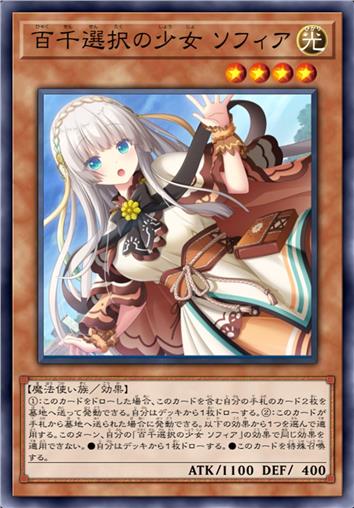 百千選択の少女 ソフィア
光
[魔法使い族／効果]
①:このカードをドローした場合、このカードを含む自分の手札のカード2枚を
墓地へ送って発動できる。自分はデッキから1枚ドローする。②:このカードが
手札から墓地へ送られた場合に発動できる。以下の効果から1つを選んで適
用する。このターン、自分の「百千選択の少女 ソフィア」の効果で同じ効果を
適用できない。●自分はデッキから1枚ドローする。●このカードを特殊召喚
する。
ATK/1100 DEF/ 400